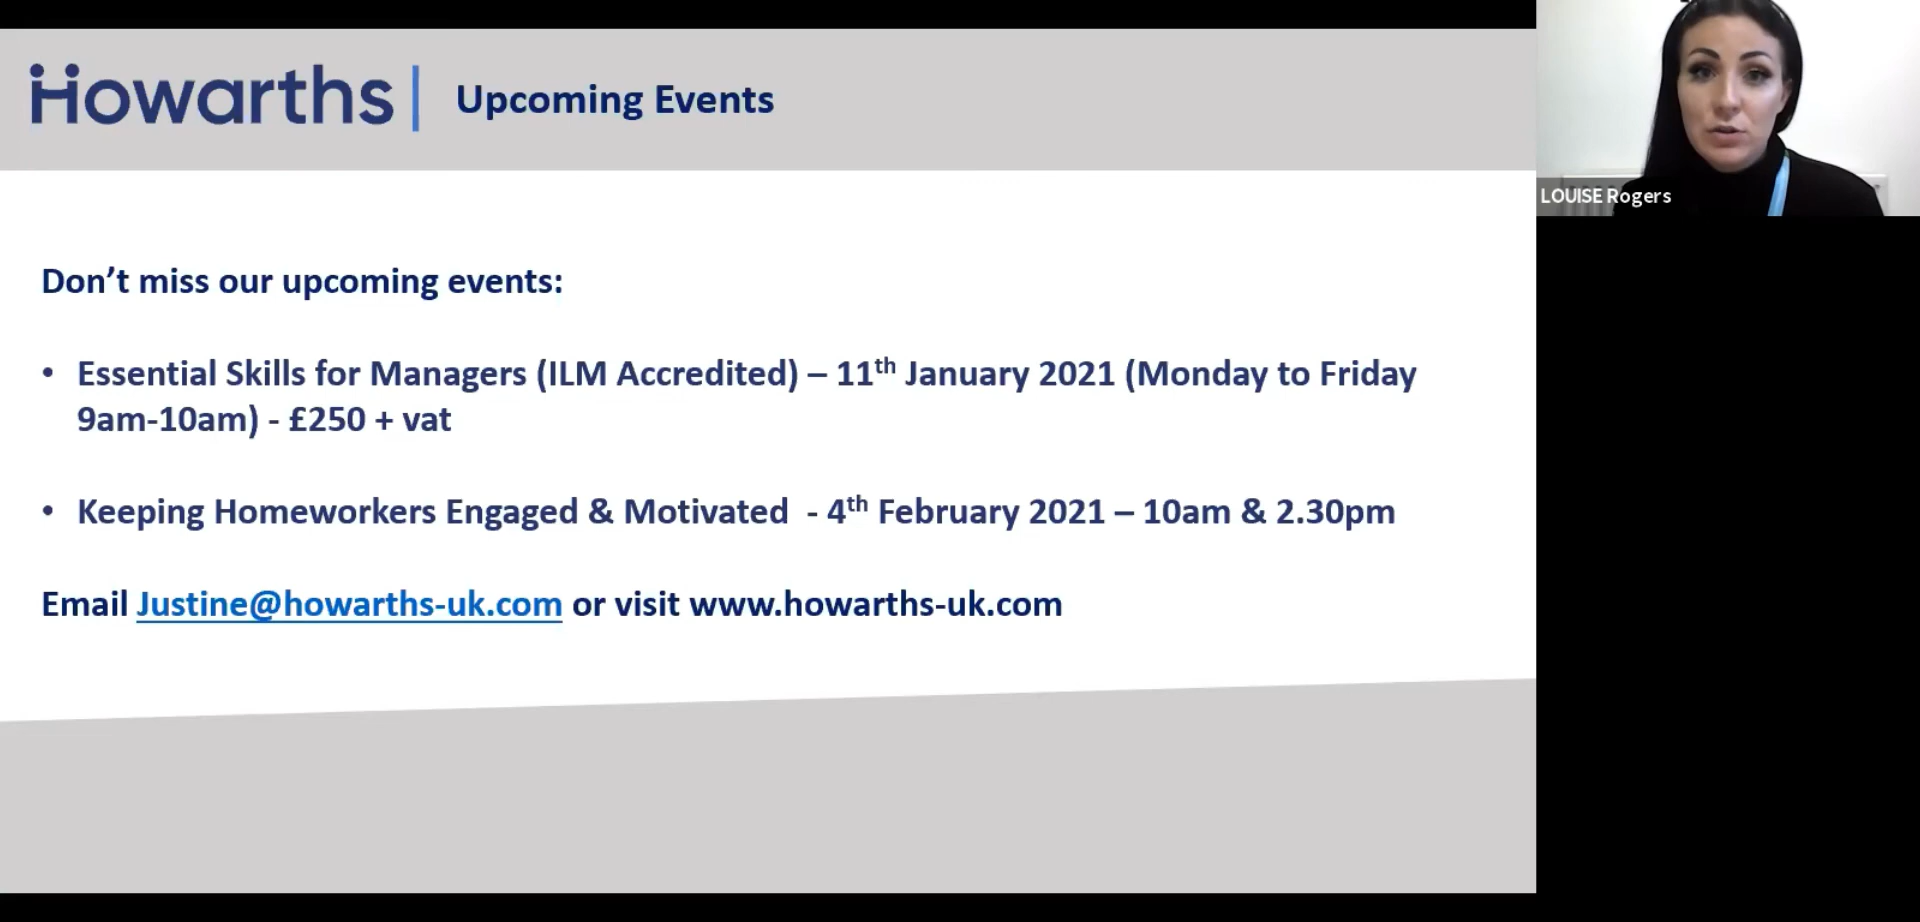 Howarths | Upcoming Events
LOUISE Rogers
Don’t miss our upcoming events:
• Essential Skills for Managers (ILM Accredited) – 11th January 2021 (Monday to Friday
9am-10am) - £250 + vat
• Keeping Homeworkers Engaged & Motivated - 4th February 2021 – 10am & 2.30pm
Email Justine@howarths-uk.com or visit www.howarths-uk.com